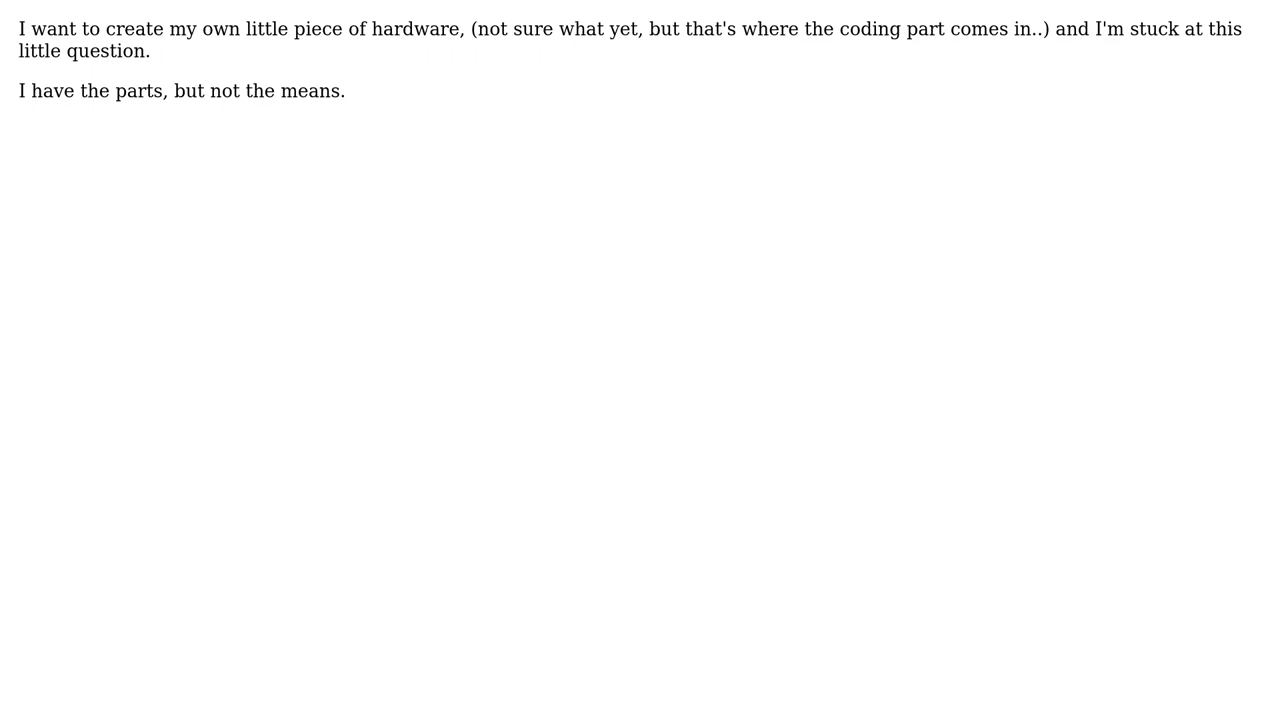 I want to create my own little piece of hardware, (not sure what yet, but that's where the coding part comes in..) and I'm stuck at this
little question.
I have the parts, but not the means.